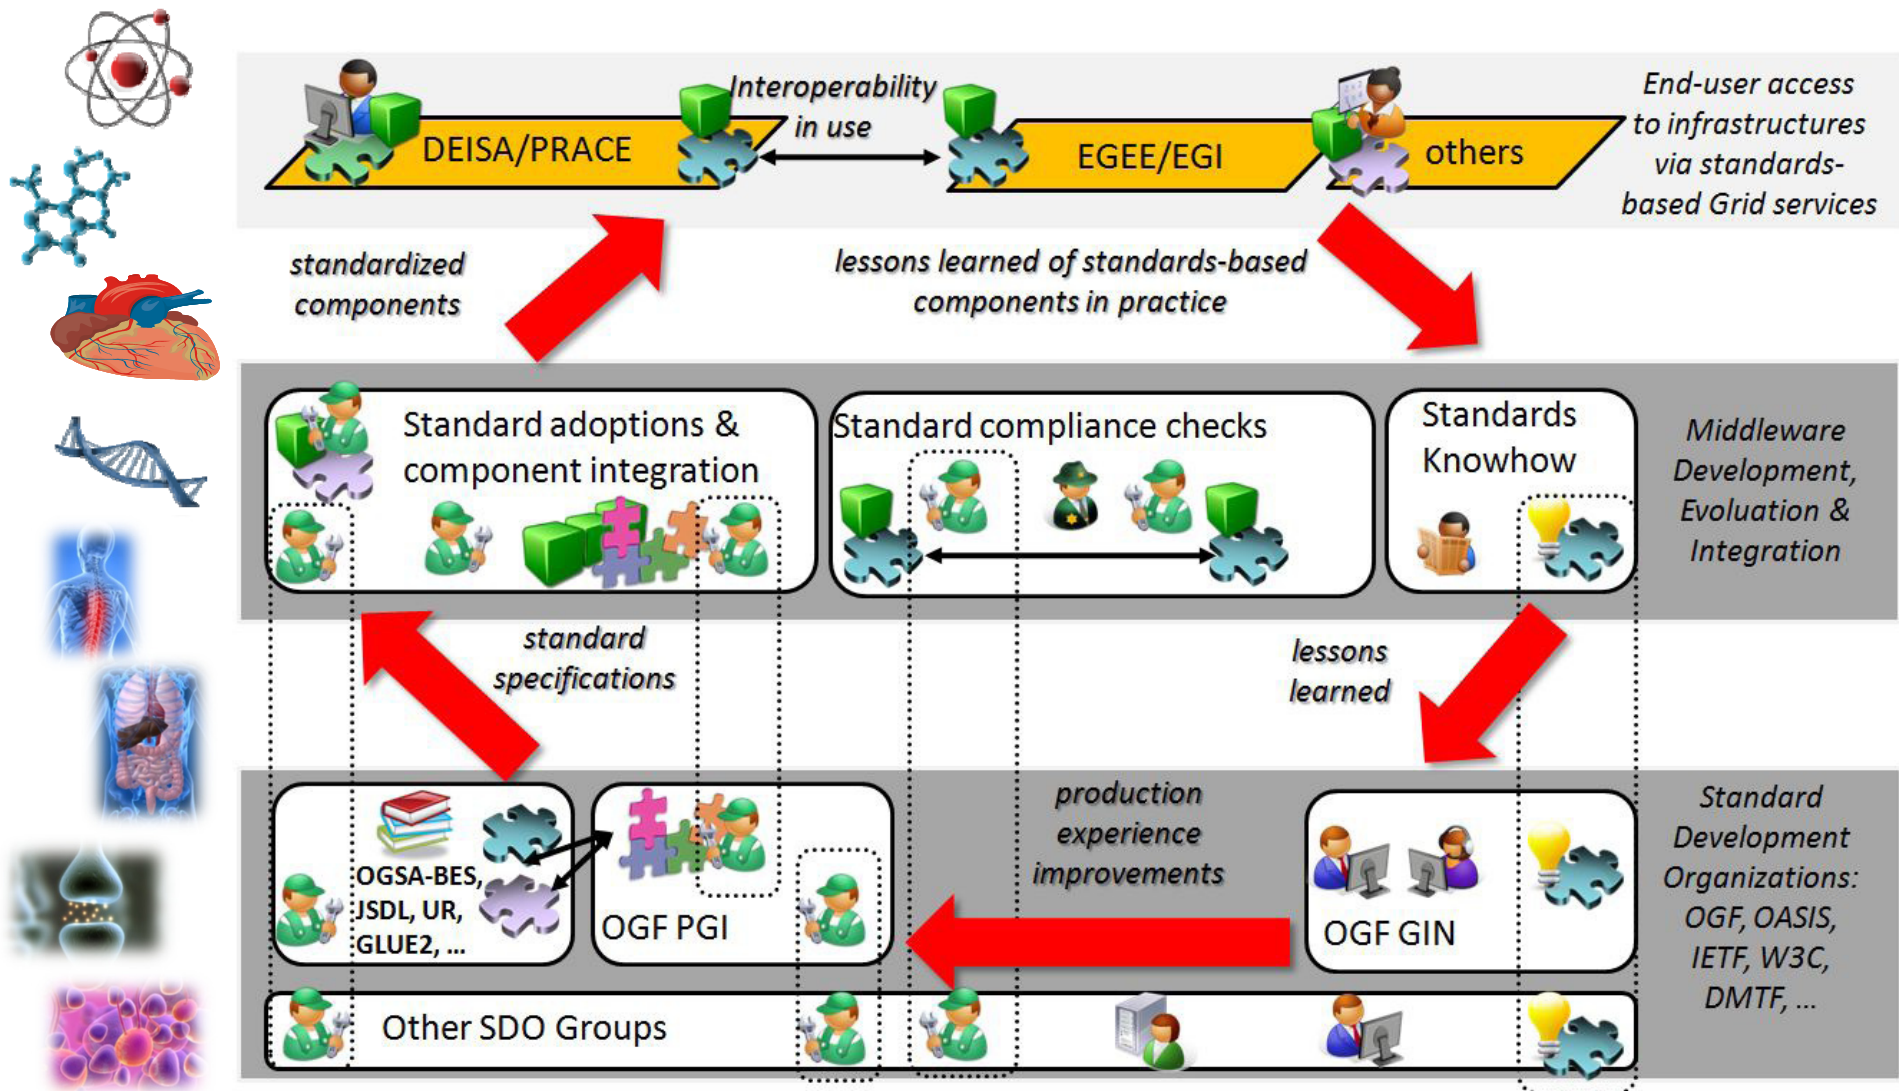 Interoperability
in use
DEISA/PRACE
EGEE/EGI
others
End-user access
to infrastructures
via standards-
based Grid services
standardized
components
lessons learned of standards-based
components in practice
Standard adoptions &
component integration
Standard compliance checks
Standards
Knowhow
Middleware
Development,
Evaluation &
Integration
standard
specifications
lessons
learned
OGSA-BES,
JSDL, UR,
GLUE2, ...
OGF PGI
production
experience
improvements
OGF GIN
Standard
Development
Organizations:
OGF, OASIS,
IETF, W3C,
DMTF, ...
Other SDO Groups